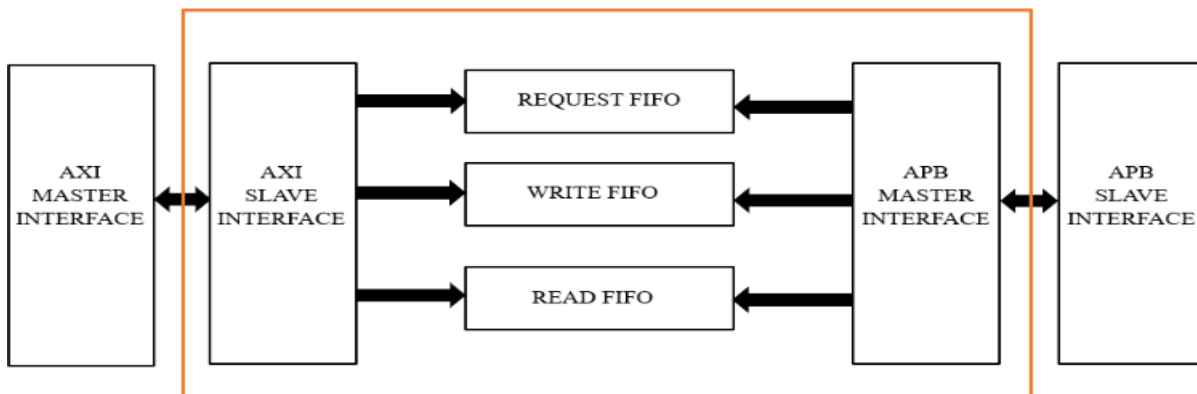 AXI
MASTER
INTERFACE
AXI
SLAVE
INTERFACE
REQUEST FIFO
WRITE FIFO
READ FIFO
APB
MASTER
INTERFACE
APB
SLAVE
INTERFACE